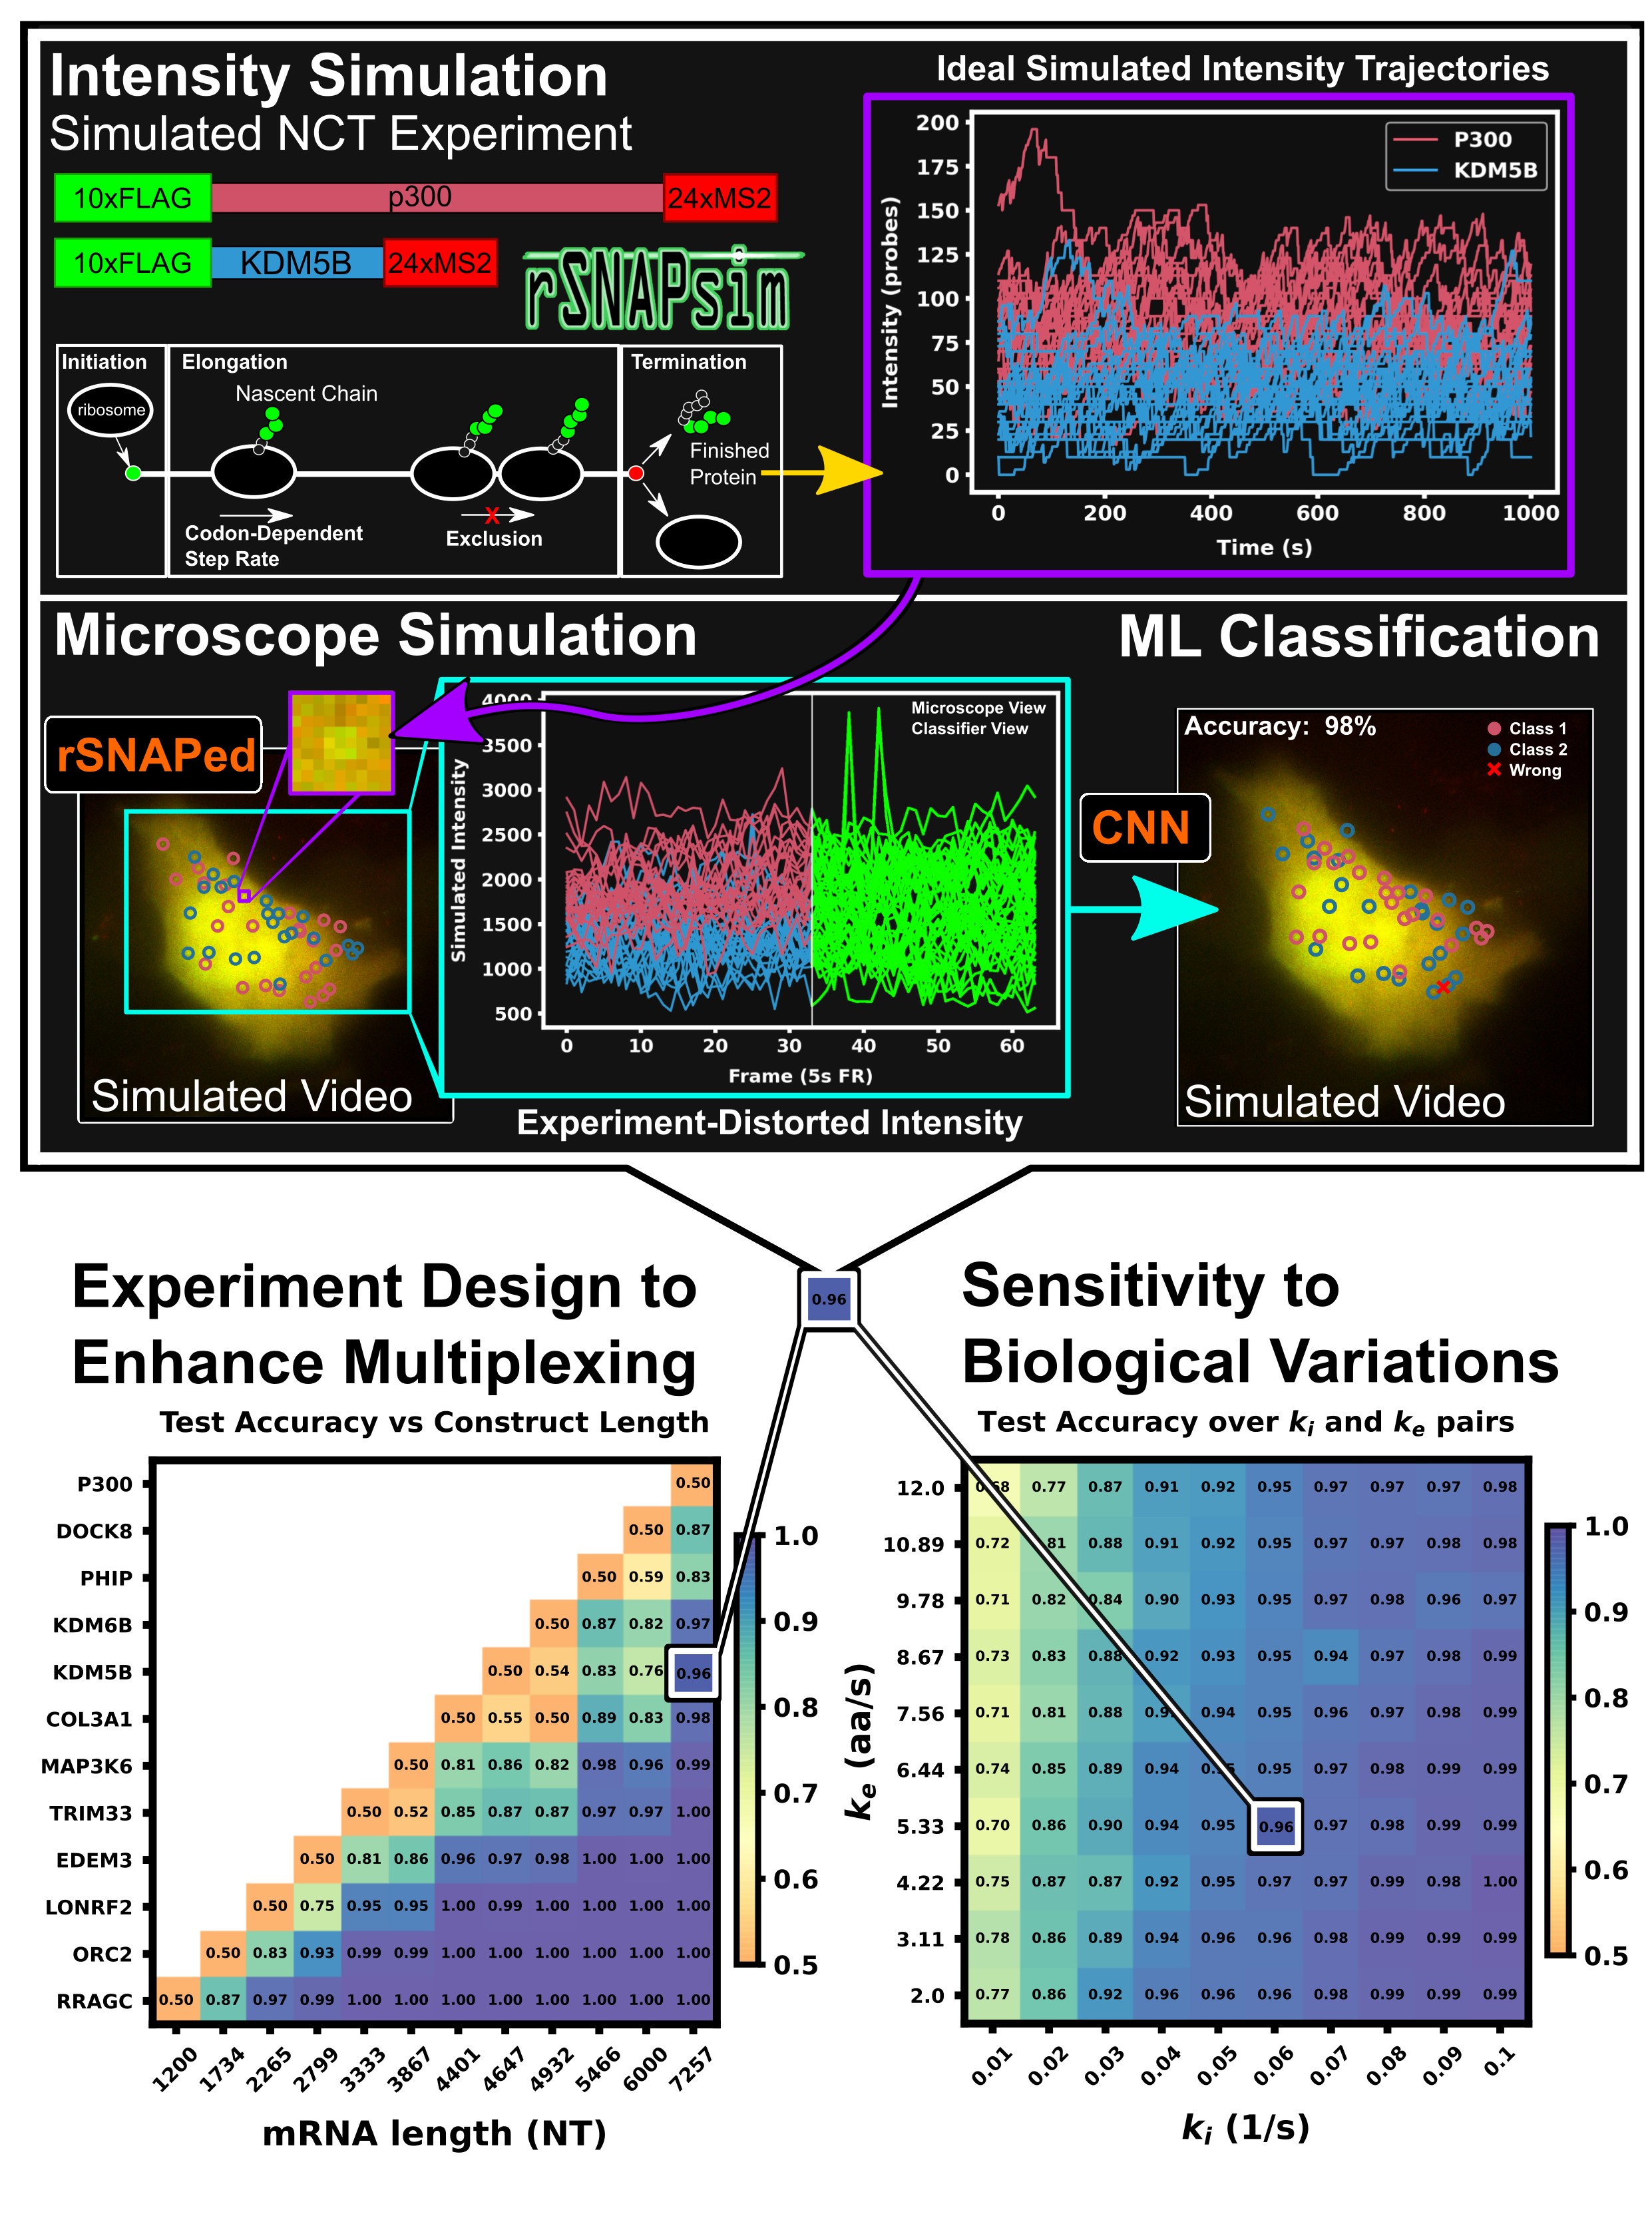 Intensity Simulation
Simulated NCT Experiment
10xFLAG p300 24xMS2
10xFLAG KDM5B 24xMS2
rSNAPsim
Initiation
ribosome
Elongation
Nascent Chain
Codon-Dependent
Step Rate
X
Exclusion
Termination
Finished
Protein
Ideal Simulated Intensity Trajectories
P300
KDM5B
Intensity (probes)
200
175
150
125
100
75
50
25
0
0 200 400 600 800 1000
Time (s)
Microscope Simulation
rSNAPed
Simulated Video
Simulated Intensity
4000
3500
3000
2500
2000
1500
1000
500
Microscope View
Classifier View
0 10 20 30 40 50 60
Frame (5s FR)
Experiment-Distorted Intensity
ML Classification
CNN
Accuracy: 98%
Class 1
Class 2
Wrong
Simulated Video
0.96
Experiment Design to
Enhance Multiplexing
Test Accuracy vs Construct Length
P300 0.50
DOCK8 0.50 0.87
PHIP 0.50 0.59 0.83
KDM6B 0.50 0.87 0.82 0.97
KDM5B 0.50 0.54 0.83 0.76 0.96
COL3A1 0.50 0.55 0.50 0.89 0.83 0.98
MAP3K6 0.50 0.81 0.86 0.82 0.98 0.96 0.99
TRIM33 0.50 0.52 0.85 0.87 0.87 0.97 0.97 1.00
EDEM3 0.50 0.81 0.86 0.96 0.97 0.98 1.00 1.00 1.00
LONRF2 0.50 0.75 0.95 0.95 1.00 0.99 1.00 1.00 1.00 1.00
ORC2 0.50 0.83 0.93 0.99 0.99 1.00 1.00 1.00 1.00 1.00 1.00
RRAGC 0.50 0.87 0.97 0.99 1.00 1.00 1.00 1.00 1.00 1.00 1.00 1.00
1200 1734 2265 2799 3333 3867 4401 4647 4932 5466 6000 7257
mRNA length (NT)
1.0
0.9
0.8
0.7
0.6
0.5
Sensitivity to
Biological Variations
Test Accuracy over ki and ke pairs
ke (aa/s)
12.0 0.77 0.87 0.91 0.92 0.95 0.97 0.97 0.97 0.98
10.89 0.72 0.88 0.91 0.92 0.95 0.97 0.97 0.98 0.98
9.78 0.71 0.82 0.84 0.90 0.93 0.95 0.97 0.98 0.96 0.97
8.67 0.73 0.83 0.88 0.92 0.93 0.95 0.94 0.97 0.98 0.99
7.56 0.71 0.81 0.88 0.94 0.95 0.96 0.97 0.98 0.99
6.44 0.74 0.85 0.89 0.94 0.95 0.97 0.98 0.99 0.99
5.33 0.70 0.86 0.90 0.94 0.95 0.96 0.97 0.98 0.99 0.99
4.22 0.75 0.87 0.87 0.92 0.95 0.97 0.97 0.99 0.98 1.00
3.11 0.78 0.86 0.89 0.94 0.96 0.96 0.98 0.99 0.99 0.99
2.0 0.77 0.86 0.92 0.96 0.96 0.96 0.98 0.99 0.99 0.99
0.01 0.02 0.03 0.04 0.05 0.06 0.07 0.08 0.09 0.1
ki (1/s)
1.0
0.9
0.8
0.7
0.6
0.5